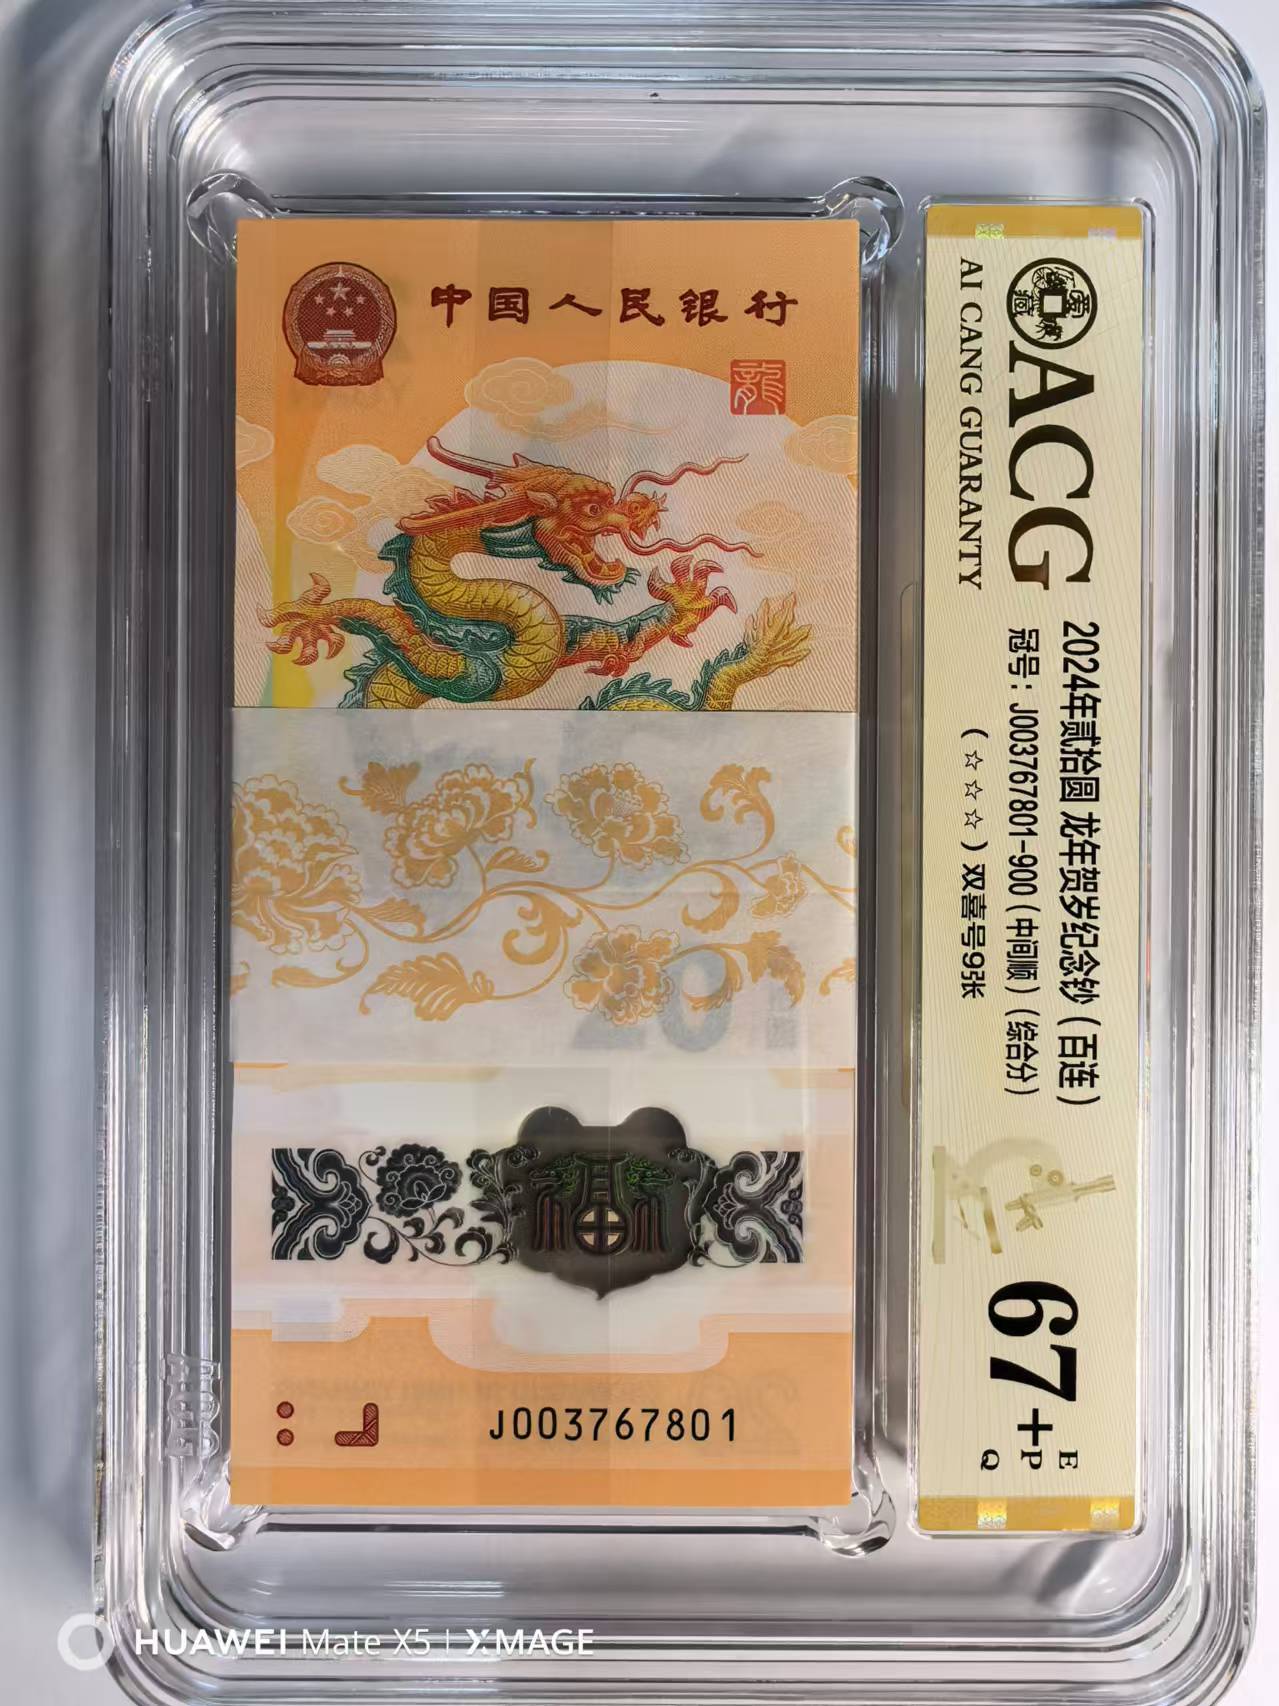 中国人民银行
龍
J003767801
ACG
AI CANG GUARANTY
2024年贰拾圆 龙年贺岁纪念钞（百连）
冠号：J003767801-900（中间顺）（综合分）
（☆☆☆）双喜号9张
67+
E
P
Q
HUAWEI Mate X5 | XMAGE